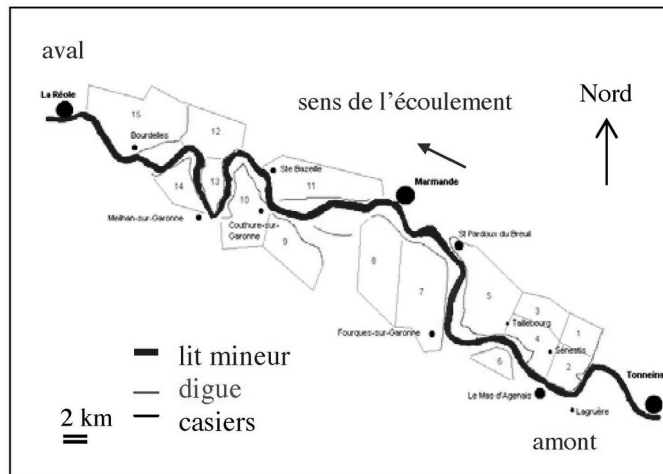 aval
La Réole
sens de l'écoulement
Nord
15
12
Bourdelles
Ste Bazeille
Marmande
14
13
10
11
Meilhan-sur-Garonne
Couthure-sur-
Garonne
9
St Pardoux du Breuil
8
7
5
3
1
Taillebourg
4
Sénestis
Fourques-sur-Garonne
6
2
Tonneins
Le Mas d'Agenais
Lagruère
lit mineur
digue
casiers
2 km
amont